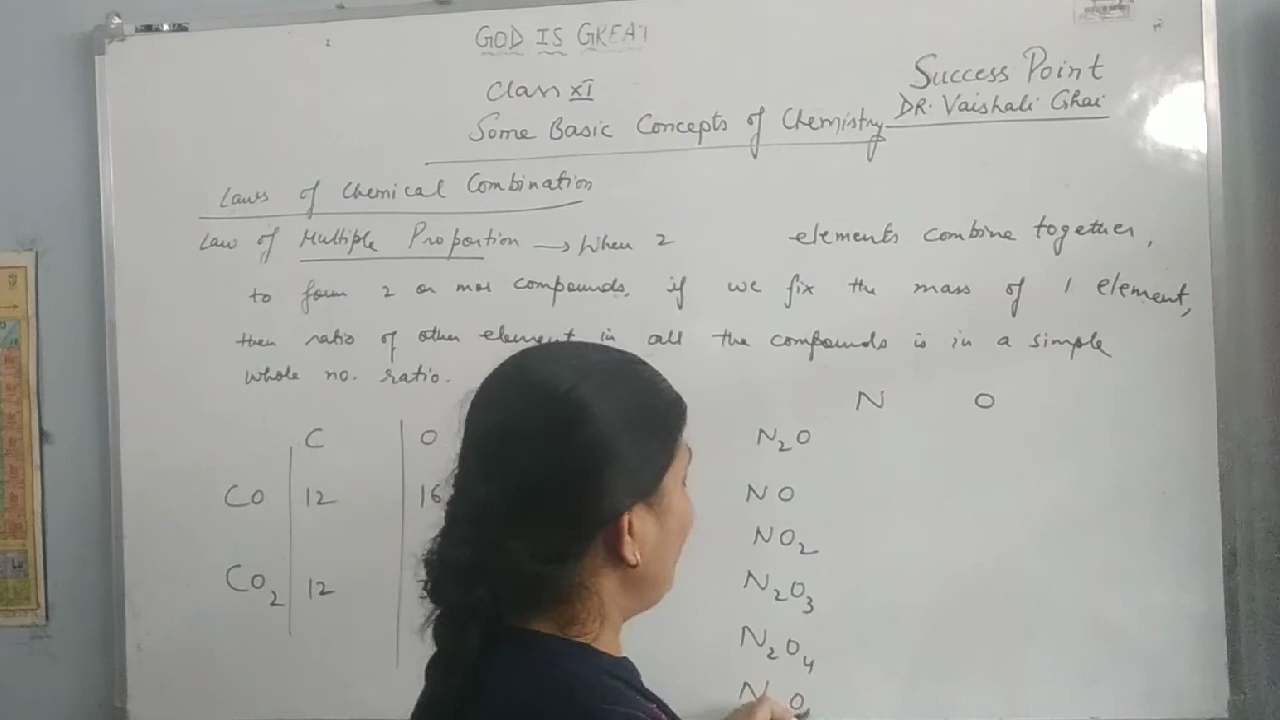 GOD IS GREAT
Class XI
Success Point
DR. Vaishali Ghai
Some Basic Concepts of Chemistry
Laws of Chemical Combination
Law of Multiple Proportion → When 2 elements combine together,
to form 2 or more compounds, if we fix the mass of 1 element,
then ratio of other element in all the compounds is in a simple
whole no. ratio.
C O
CO 12 16
CO₂ 12
N O
N₂O
NO
NO₂
N₂O₃
N₂O₄
N O